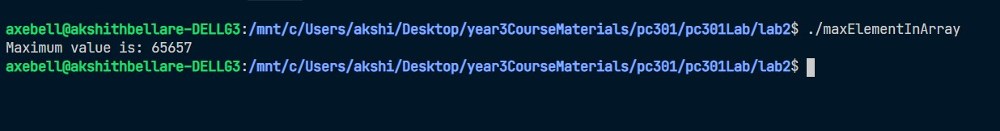 axebell@akshithbellare-DELLG3:/mnt/c/Users/akshi/Desktop/year3CourseMaterials/pc301/pc301Lab/lab2$ ./maxElementInArray
Maximum value is: 65657
axebell@akshithbellare-DELLG3:/mnt/c/Users/akshi/Desktop/year3CourseMaterials/pc301/pc301Lab/lab2$